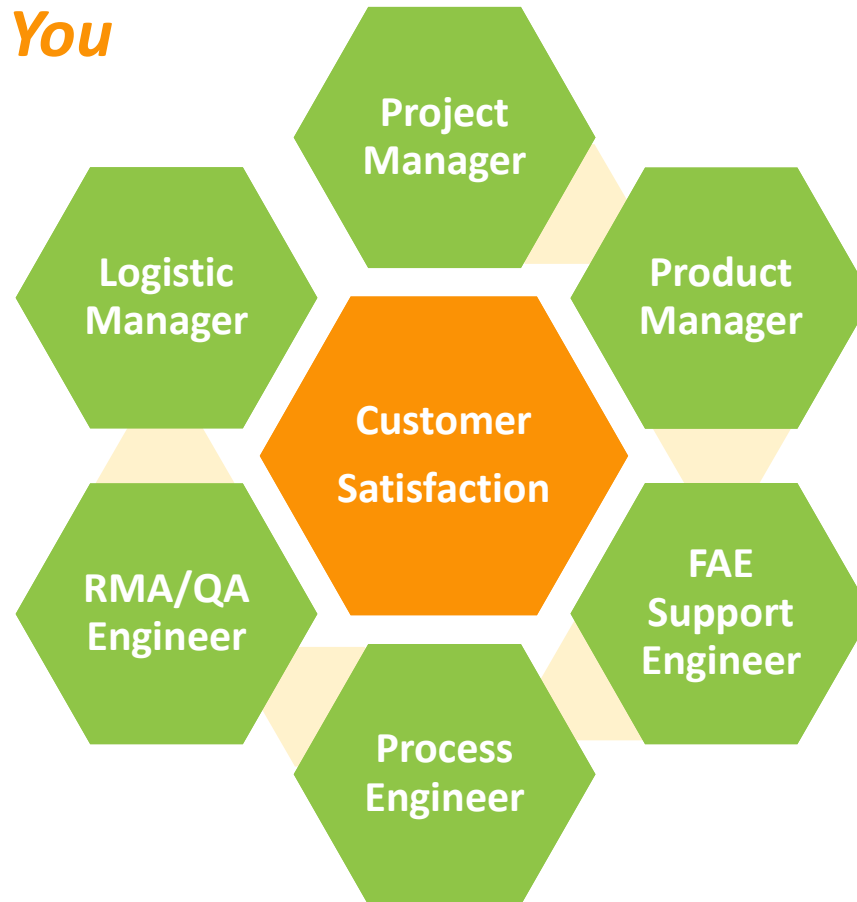 You
Project
Manager
Logistic
Manager
Product
Manager
Customer
Satisfaction
RMA/QA
Engineer
FAE
Support
Engineer
Process
Engineer